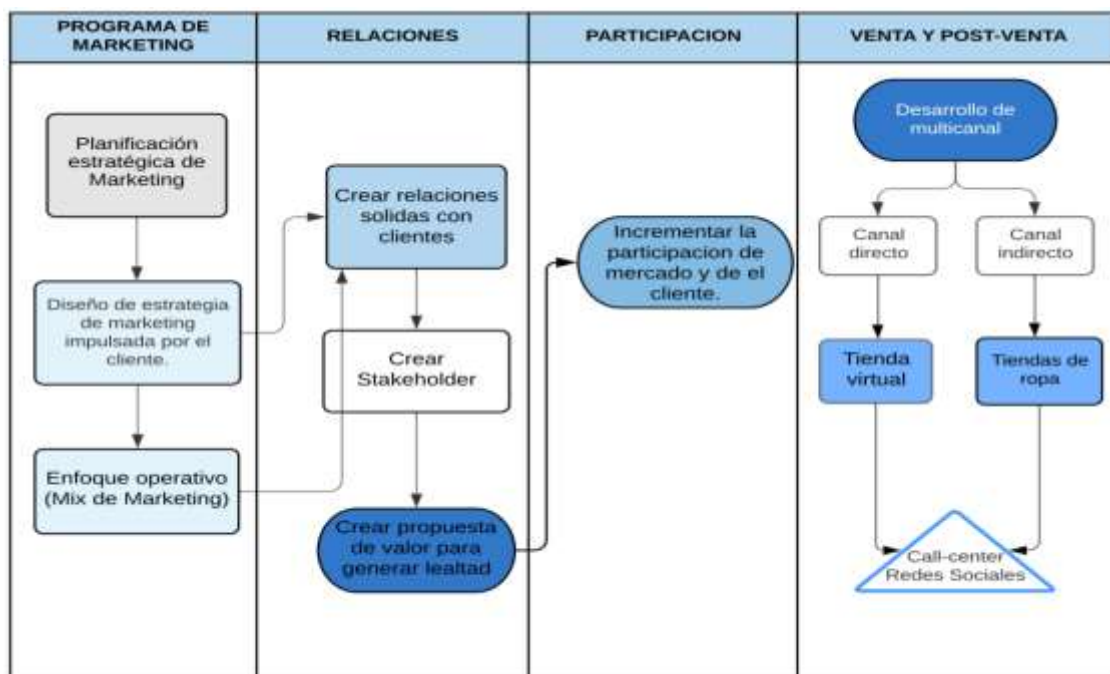 PROGRAMA DE
MARKETING
RELACIONES
PARTICIPACION
VENTA Y POST-VENTA
Planificación
estratégica de
Marketing
Diseño de estrategia
de marketing
impulsada por el
cliente.
Enfoque operativo
(Mix de Marketing)
Crear relaciones
solidas con
clientes
Crear
Stakeholder
Crear propuesta
de valor para
generar lealtad
Incrementar la
participacion de
mercado y de el
cliente.
Desarrollo de
multicanal
Canal
directo
Canal
indirecto
Tienda
virtual
Tiendas de
ropa
Call-center
Redes Sociales